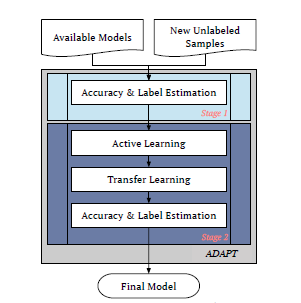 Available Models
New Unlabeled
Samples
Accuracy & Label Estimation
Stage 1
Active Learning
Transfer Learning
Accuracy & Label Estimation
Stage 2
ADAPT
Final Model